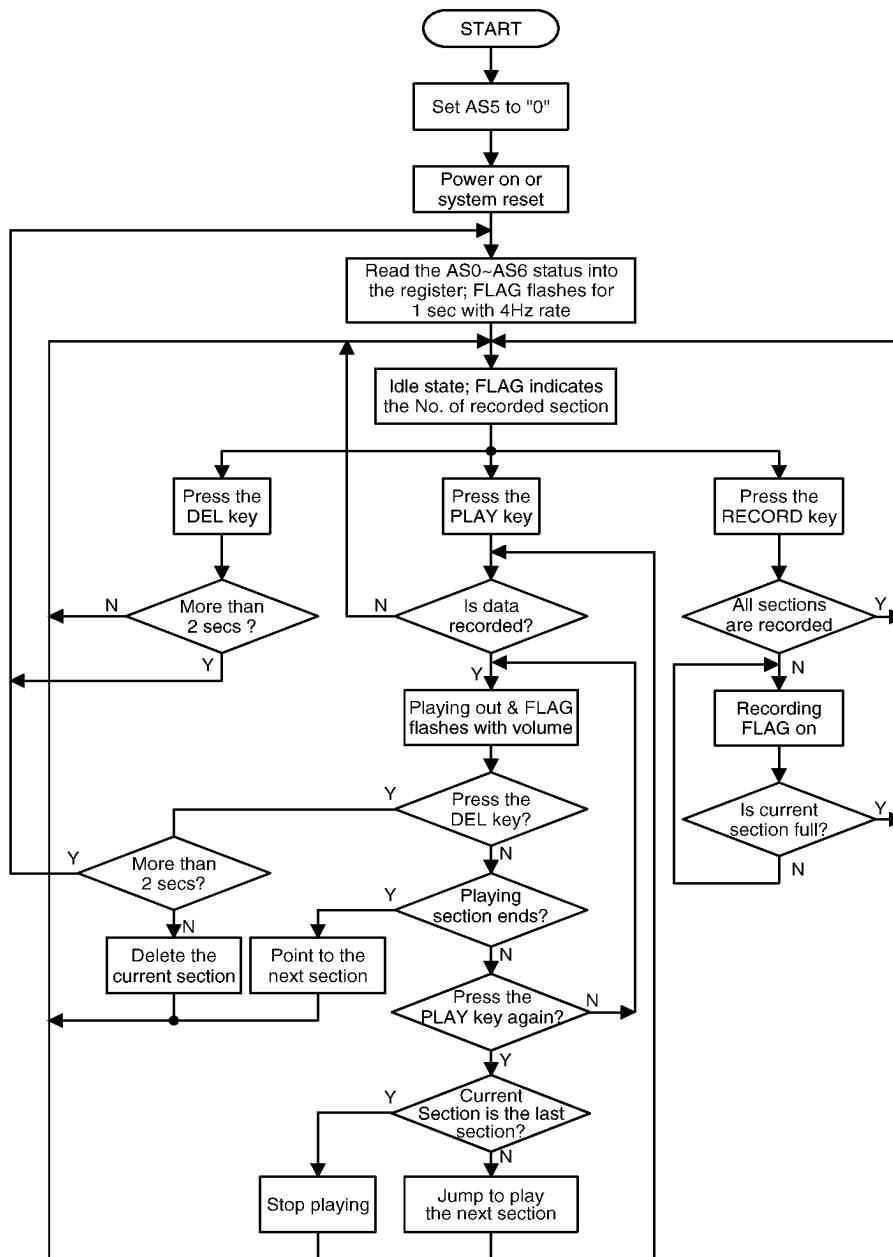 START
Set AS5 to "0"
Power on or
system reset
Read the AS0~AS6 status into
the register; FLAG flashes for
1 sec with 4Hz rate
Idle state; FLAG indicates
the No. of recorded section
Press the
DEL key
Press the
PLAY key
Press the
RECORD key
N
More than
2 secs ?
Y
N
Is data
recorded?
Y
All sections
are recorded
Y
N
Playing out & FLAG
flashes with volume
Recording
FLAG on
Y
Press the
DEL key?
N
Is current
section full?
Y
N
Y
More than
2 secs?
N
Y
Playing
section ends?
N
Delete the
current section
Point to the
next section
Press the
PLAY key again?
N
Y
Y
Current
Section is the last
section?
N
Stop playing
Jump to play
the next section